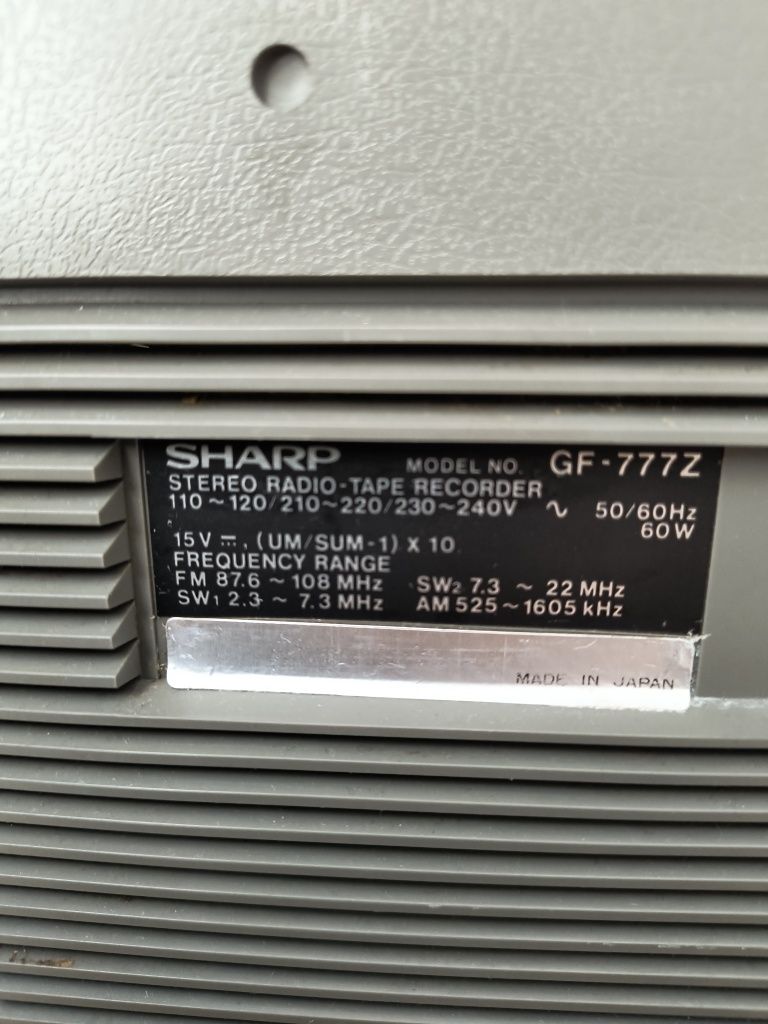 SHARP MODEL NO. GF-777Z
STEREO RADIO-TAPE RECORDER
110~120/210~220/230~240V ∿ 50/60Hz
60W
15V ⎓, (UM/SUM-1) X 10
FREQUENCY RANGE
FM 87.6 ~ 108 MHz SW2 7.3 ~ 22 MHz
SW1 2.3 ~ 7.3 MHz AM 525 ~ 1605 kHz
MADE IN JAPAN